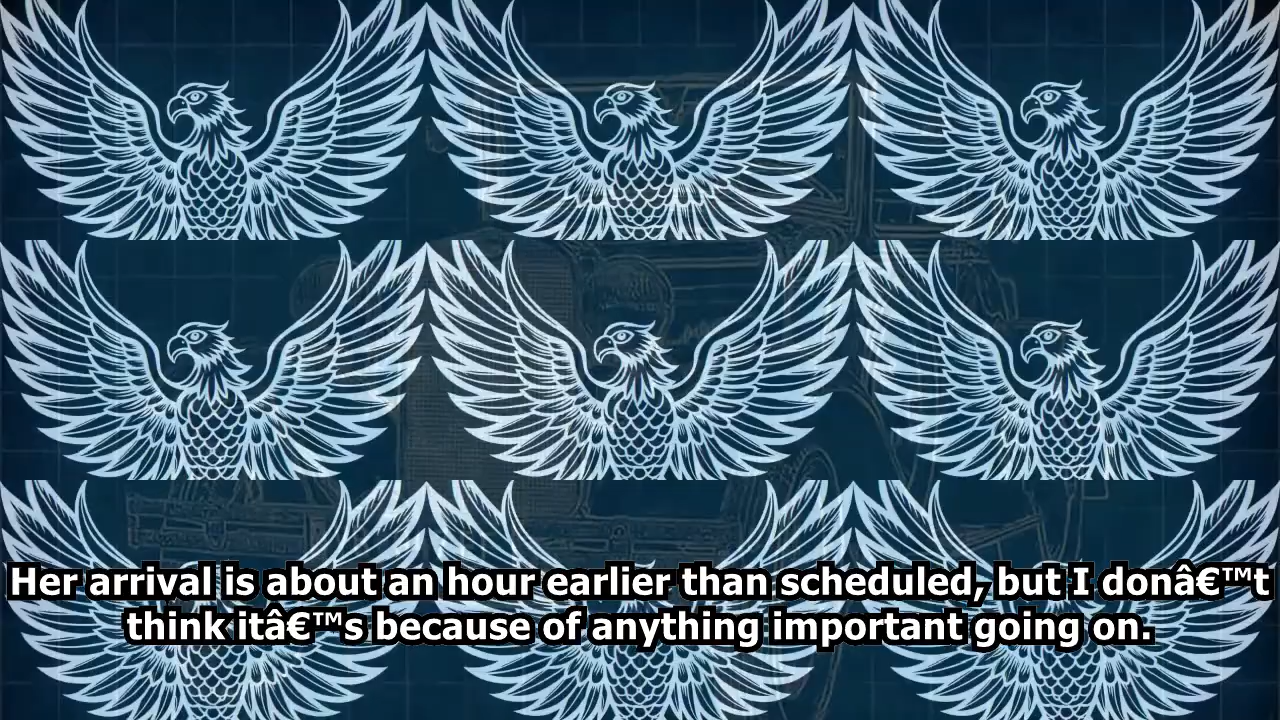 Her arrival is about an hour earlier than scheduled, but I donâ€™t
think itâ€™s because of anything important going on.